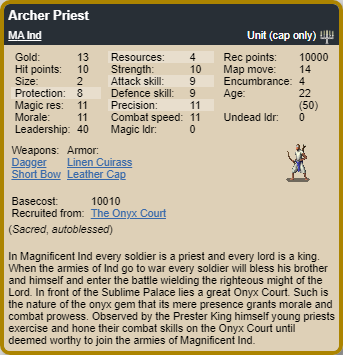 Archer Priest
MA Ind Unit (cap only)
Gold: 13 Resources: 4 Rec points: 10000
Hit points: 10 Strength: 10 Map move: 14
Size: 2 Attack skill: 9 Encumbrance: 4
Protection: 8 Defence skill: 9 Age: 22
Magic res: 11 Precision: 11 (50)
Morale: 11 Combat speed: 11 Undead ldr: 0
Leadership: 40 Magic ldr: 0
Weapons: Armor:
Dagger Linen Cuirass
Short Bow Leather Cap
Basecost: 10010
Recruited from: The Onyx Court
(Sacred, autoblessed)
In Magnificent Ind every soldier is a priest and every lord is a king.
When the armies of Ind go to war every soldier will bless his brother
and himself and enter the battle wielding the righteous might of the
Lord. In front of the Sublime Palace lies a great Onyx Court. Such is
the nature of the onyx gem that its mere presence grants morale and
combat prowess. Observed by the Prester King himself young priests
exercise and hone their combat skills on the Onyx Court until
deemed worthy to join the armies of Magnificent Ind.